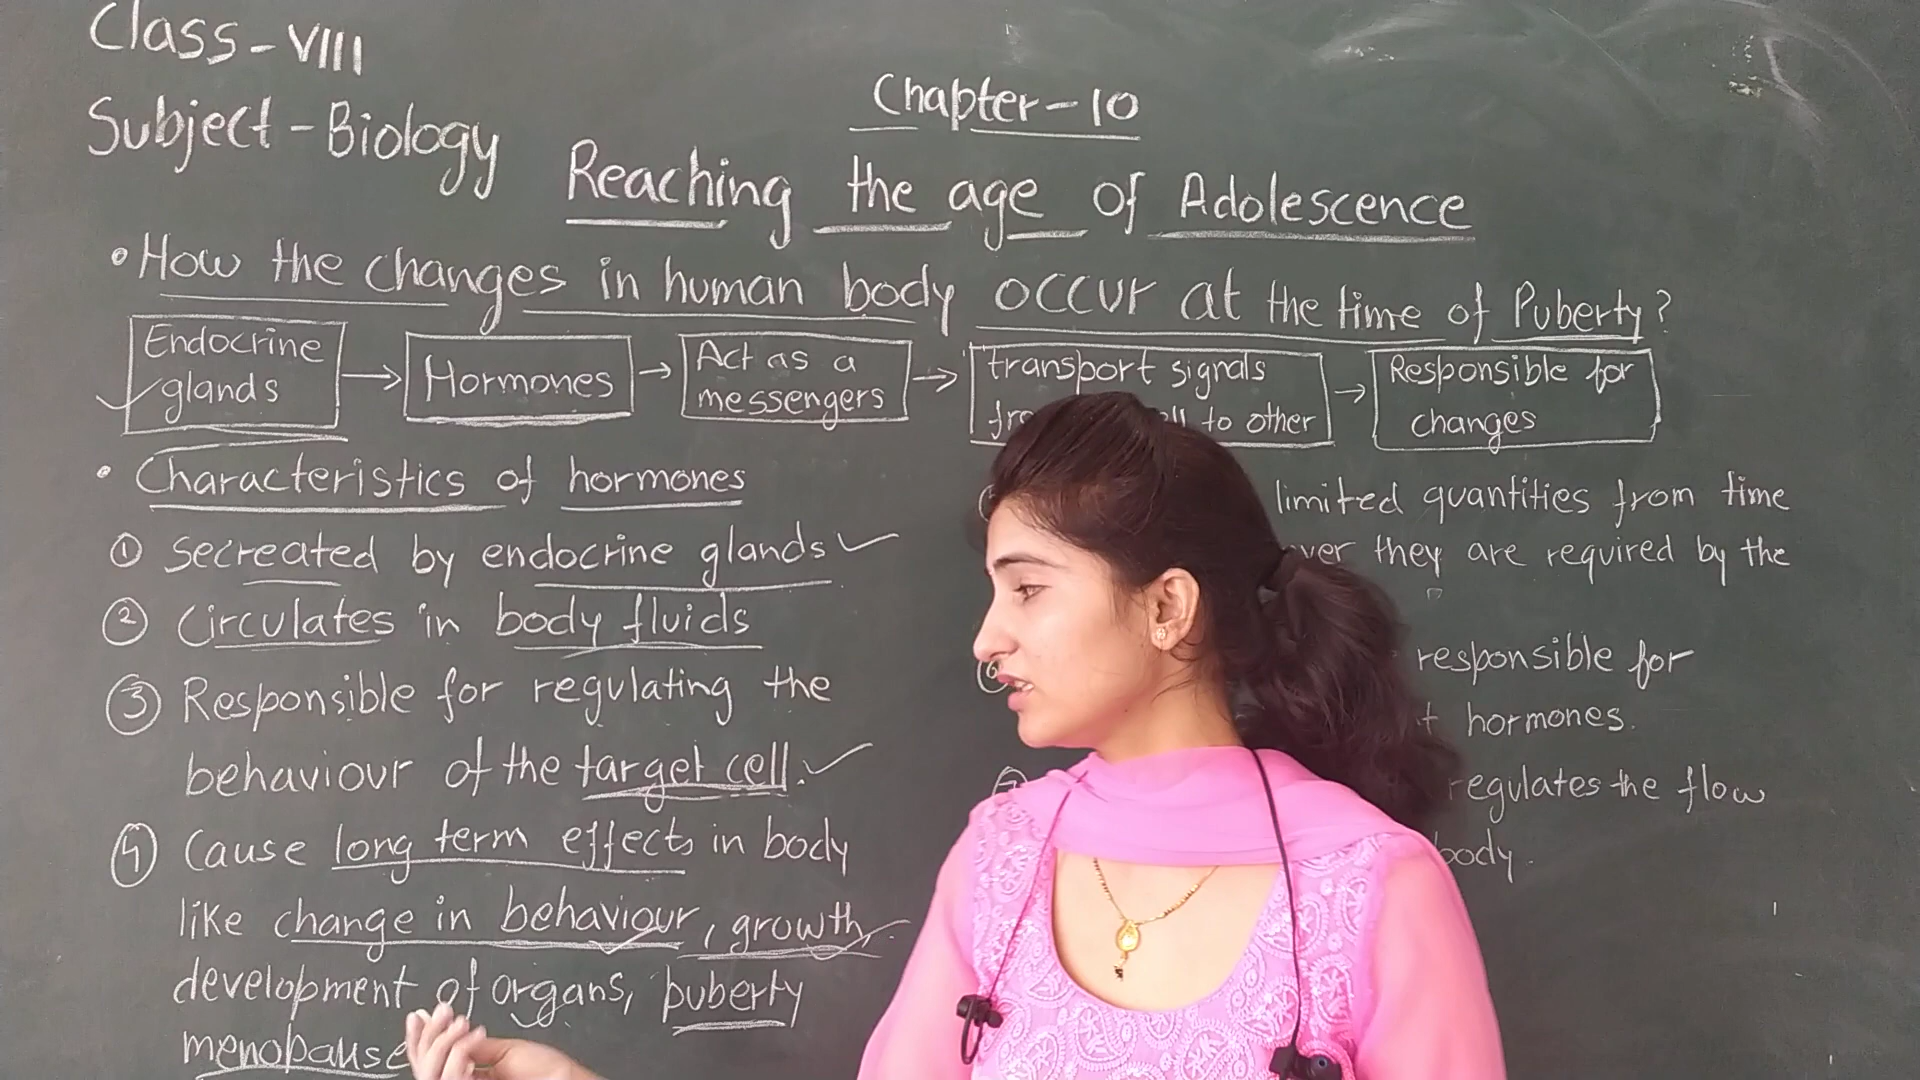 Class-VIII
Subject-Biology
Chapter-10
Reaching the age of Adolescence
• How the changes in human body occur at the time of Puberty?
Endocrine
glands
Hormones
Act as a
messengers
transport signals
to other
Responsible for
changes
• Characteristics of hormones
① Secreated by endocrine glands
② Circulates in body fluids
③ Responsible for regulating the
behaviour of the target cell.
④ Cause long term effects in body
like change in behaviour, growth,
development of organs, puberty
menopause
limited quantities from time
they are required by the
responsible for
hormones.
regulates the flow
body.